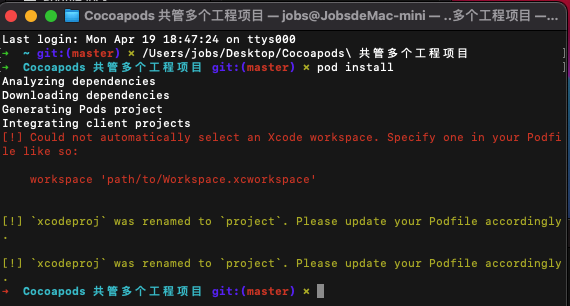 Cocoapods 共管多个工程项目 — jobs@JobsdeMac-mini — ..多个工程项目 — -...
Last login: Mon Apr 19 18:47:24 on ttys000
➜  ~ git:(master) × /Users/jobs/Desktop/Cocoapods\ 共管多个工程项目
➜  Cocoapods 共管多个工程项目 git:(master) × pod install
Analyzing dependencies
Downloading dependencies
Generating Pods project
Integrating client projects
[!] Could not automatically select an Xcode workspace. Specify one in your Podfi
le like so:
    workspace 'path/to/Workspace.xcworkspace'
[!] `xcodeproj` was renamed to `project`. Please update your Podfile accordingly
.
[!] `xcodeproj` was renamed to `project`. Please update your Podfile accordingly
.
➜  Cocoapods 共管多个工程项目 git:(master) ×